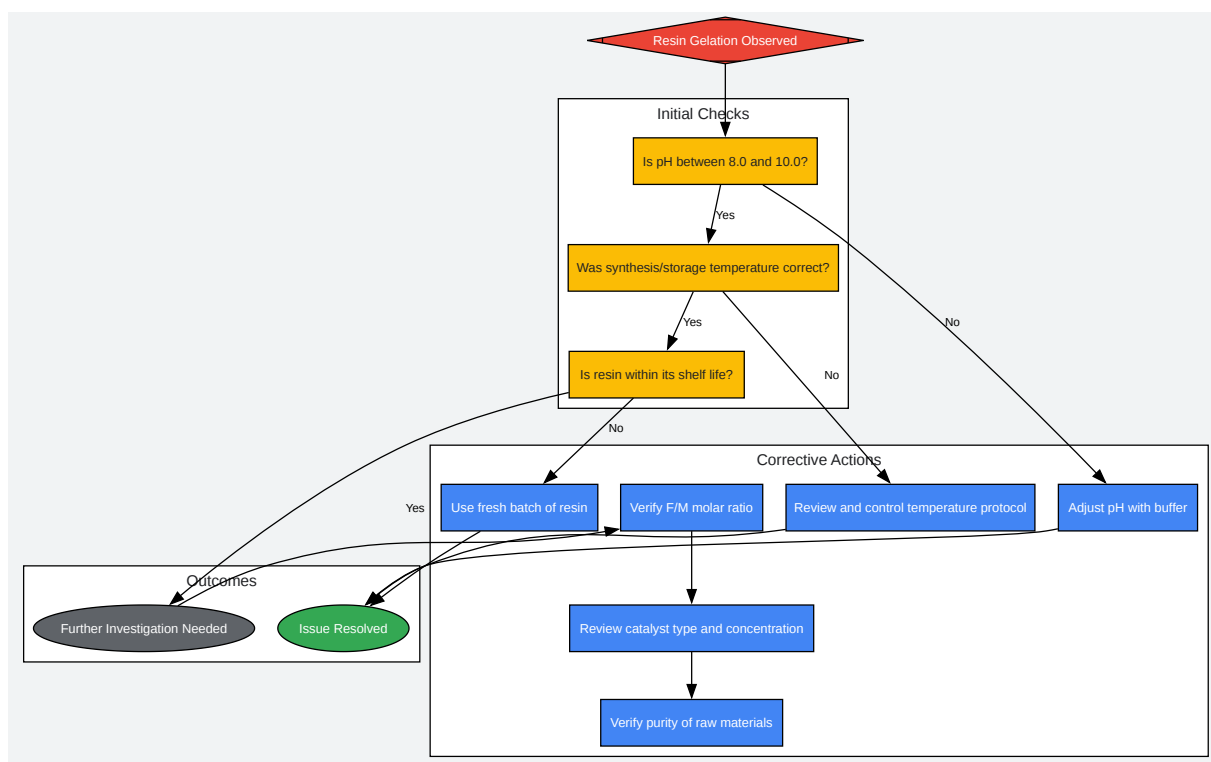 Resin Gelation Observed
Initial Checks
Is pH between 8.0 and 10.0?
Yes
Was synthesis/storage temperature correct?
Yes
No
Is resin within its shelf life?
No
No
Corrective Actions
Yes
Use fresh batch of resin
Verify F/M molar ratio
Review and control temperature protocol
Adjust pH with buffer
Outcomes
Further Investigation Needed
Issue Resolved
Review catalyst type and concentration
Verify purity of raw materials